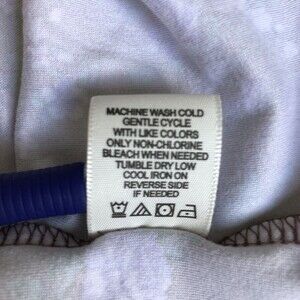 MACHINE WASH COLD
GENTLE CYCLE
WITH LIKE COLORS
ONLY NON-CHLORINE
BLEACH WHEN NEEDED
TUMBLE DRY LOW
COOL IRON ON
REVERSE SIDE
IF NEEDED